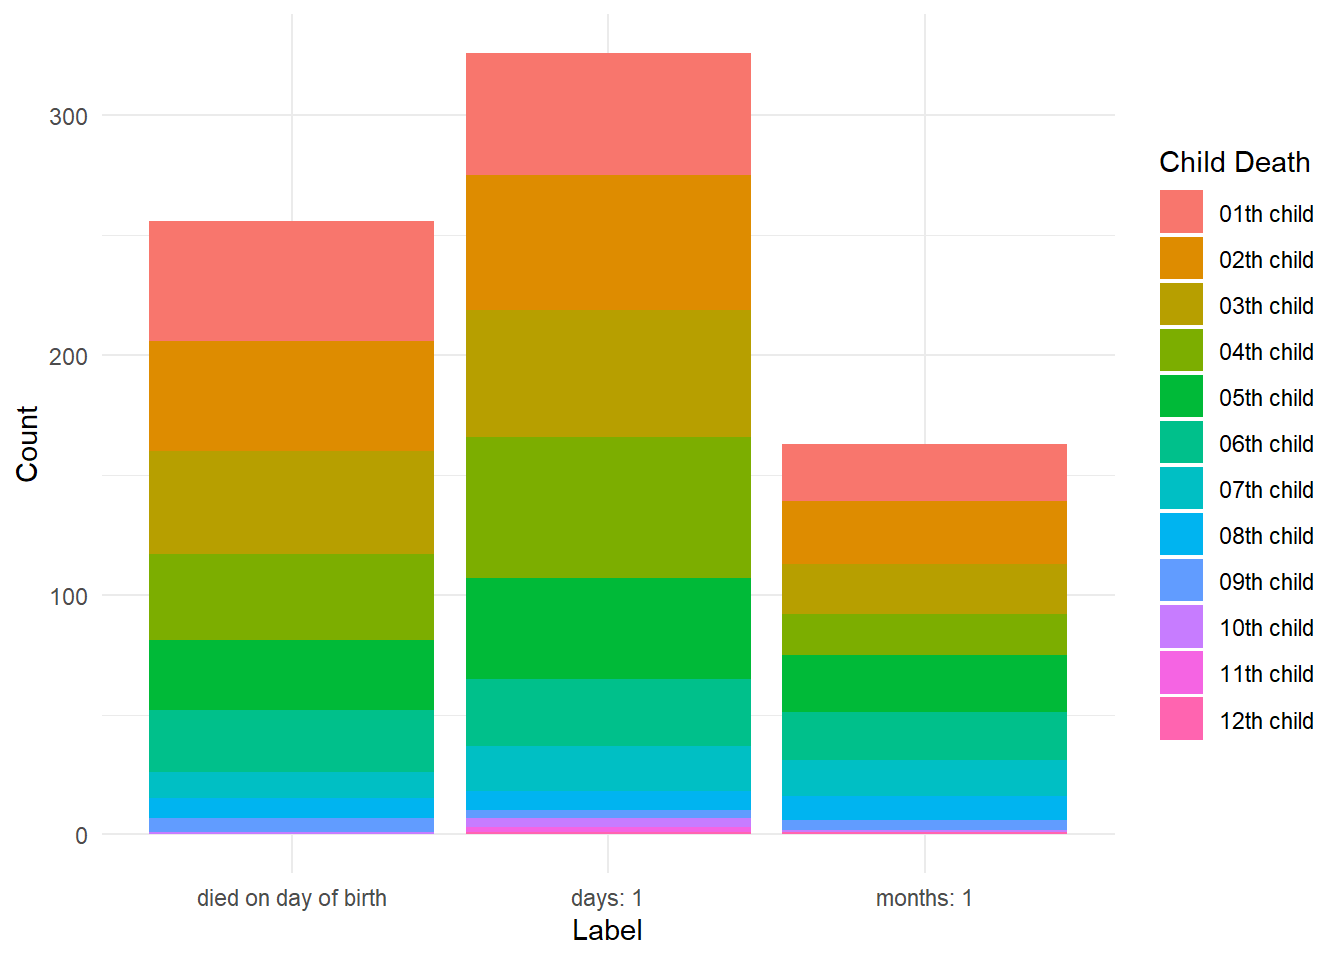 300
200
100
0
Count
died on day of birth
days: 1
months: 1
Label
Child Death
01th child
02th child
03th child
04th child
05th child
06th child
07th child
08th child
09th child
10th child
11th child
12th child